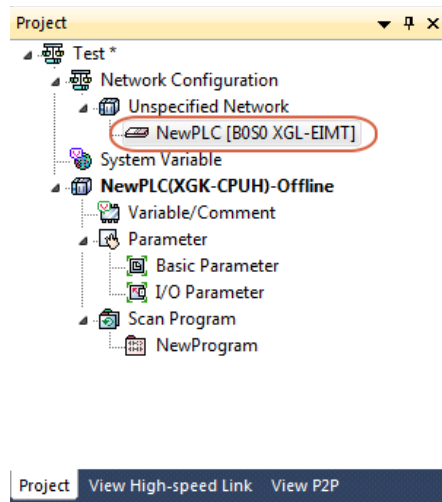 Project
Test *
Network Configuration
Unspecified Network
NewPLC [B0S0 XGL-EIMT]
System Variable
NewPLC(XGK-CPUH)-Offline
Variable/Comment
Parameter
Basic Parameter
I/O Parameter
Scan Program
NewProgram
Project View High-speed Link View P2P